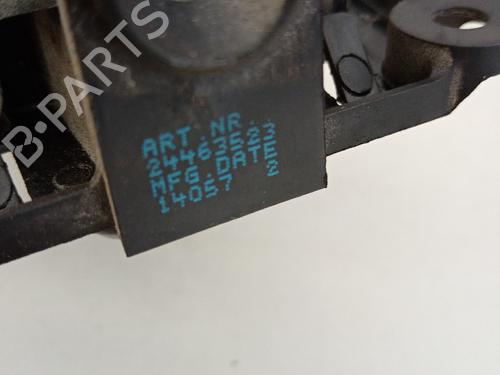 B-PARTS
ART.NR.
24463523
MFG.DATE
14057 2